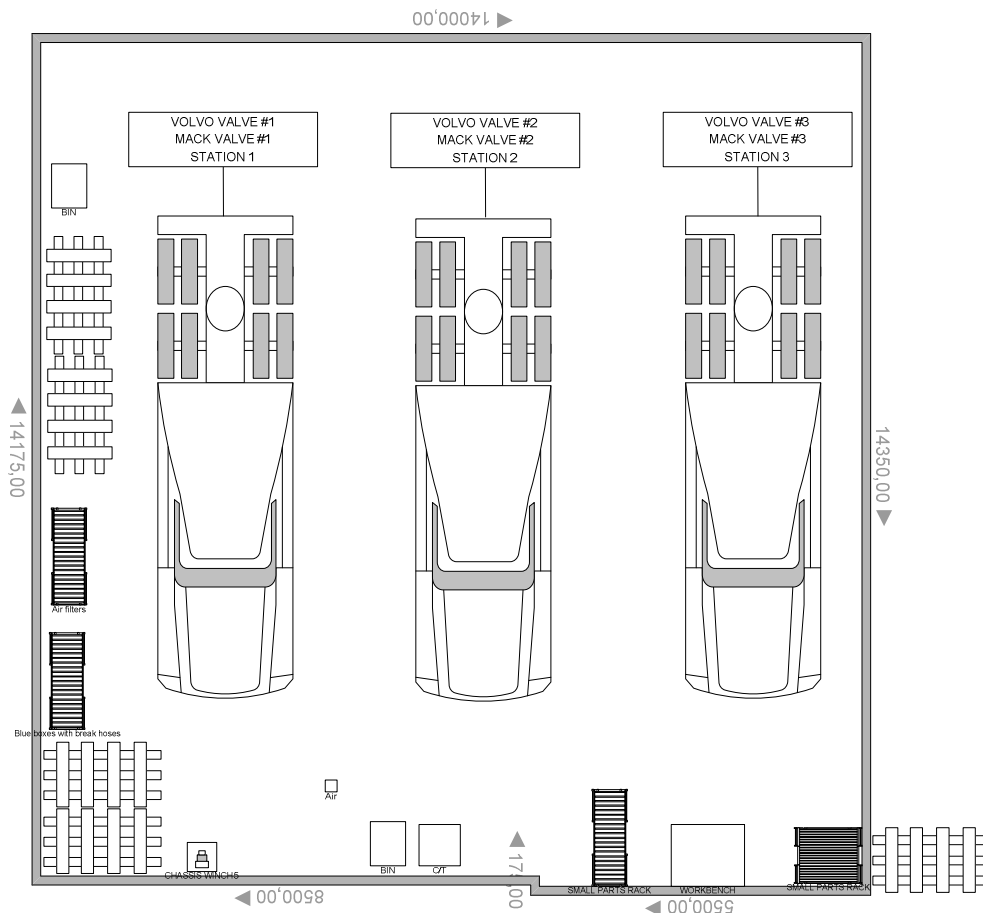 14000,00
VOLVO VALVE #1
MACK VALVE #1
STATION 1
VOLVO VALVE #2
MACK VALVE #2
STATION 2
VOLVO VALVE #3
MACK VALVE #3
STATION 3
BIN
14175,00
14350,00
Air filters
Blue boxes with break hoses
Air
CHASSIS WINCH5
BIN
C/T
SMALL PARTS RACK
WORKBENCH
SMALL PARTS RACK
8500,00
5500,00